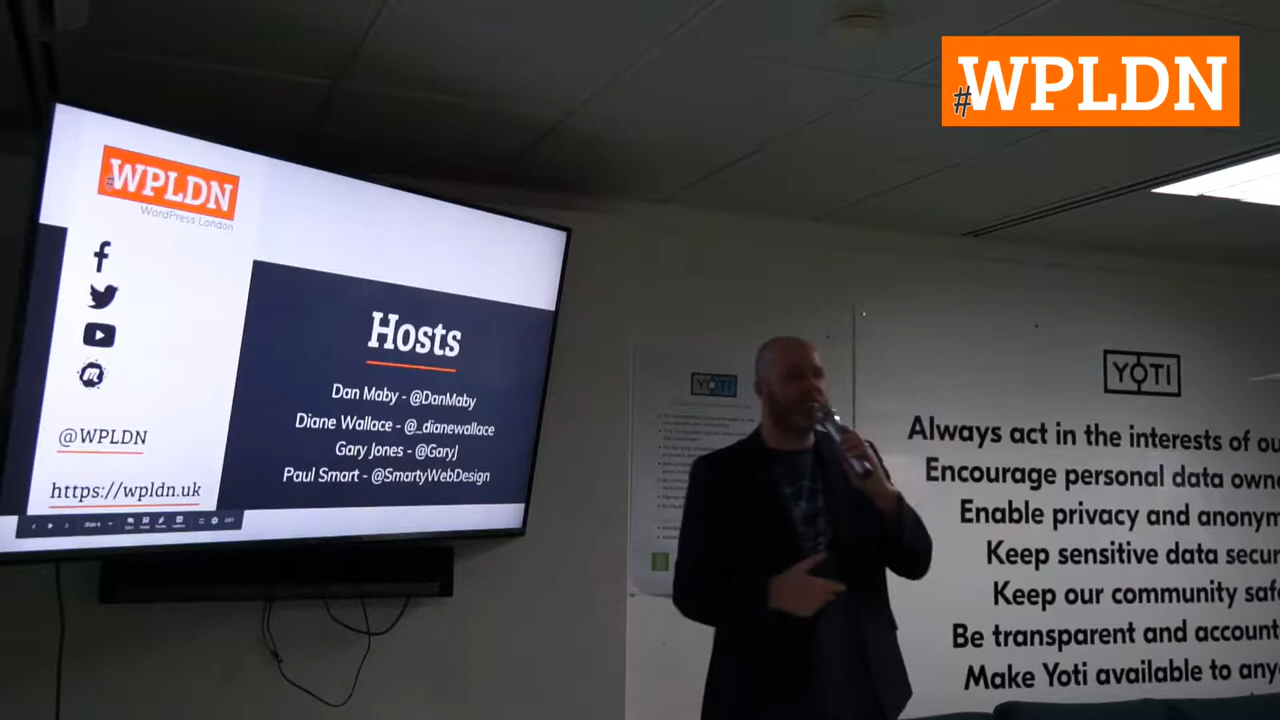 #WPLDN
#WPLDN
WordPress London
Hosts
Dan Maby - @DanMaby
Diane Wallace - @_dianewallace
Gary Jones - @GaryJ
Paul Smart - @SmartyWebDesign
@WPLDN
https://wpldn.uk
YOTI
YOTI
Always act in the interests of ou
Encourage personal data owne
Enable privacy and anonym
Keep sensitive data secur
Keep our community safe
Be transparent and account
Make Yoti available to any